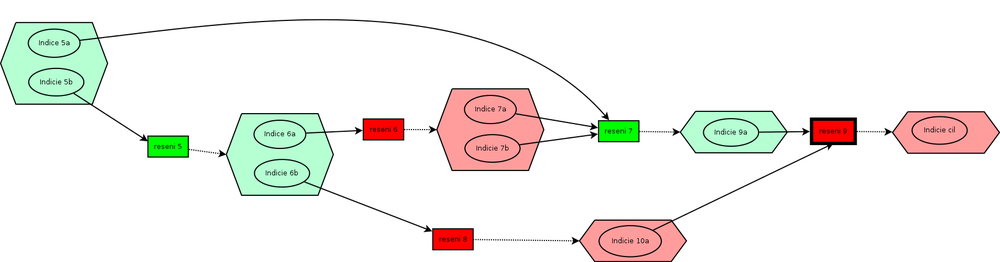 Indice 5a
Indicie 5b
reseni 5
Indicie 6a
Indicie 6b
reseni 6
Indicie 7a
Indicie 7b
reseni 7
Indicie 9a
reseni 9
Indicie cil
reseni 8
Indicie 10a